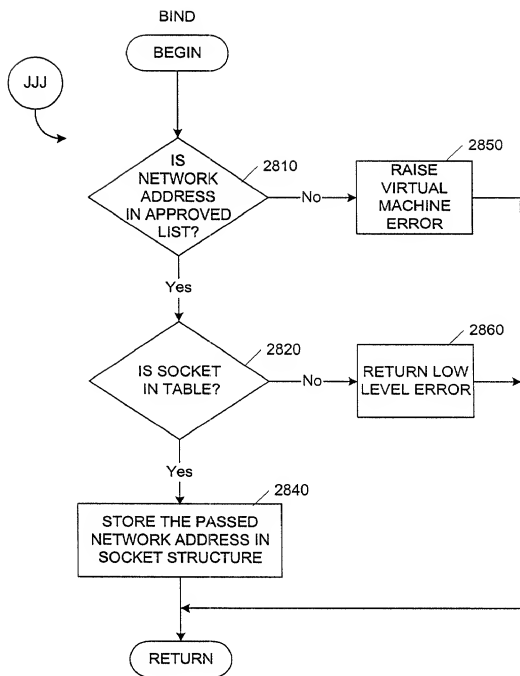 BIND
BEGIN
JJJ
IS
NETWORK
ADDRESS
IN APPROVED
LIST?
2810
No
2850
RAISE
VIRTUAL
MACHINE
ERROR
Yes
IS SOCKET
IN TABLE?
2820
No
2860
RETURN LOW
LEVEL ERROR
Yes
2840
STORE THE PASSED
NETWORK ADDRESS IN
SOCKET STRUCTURE
RETURN